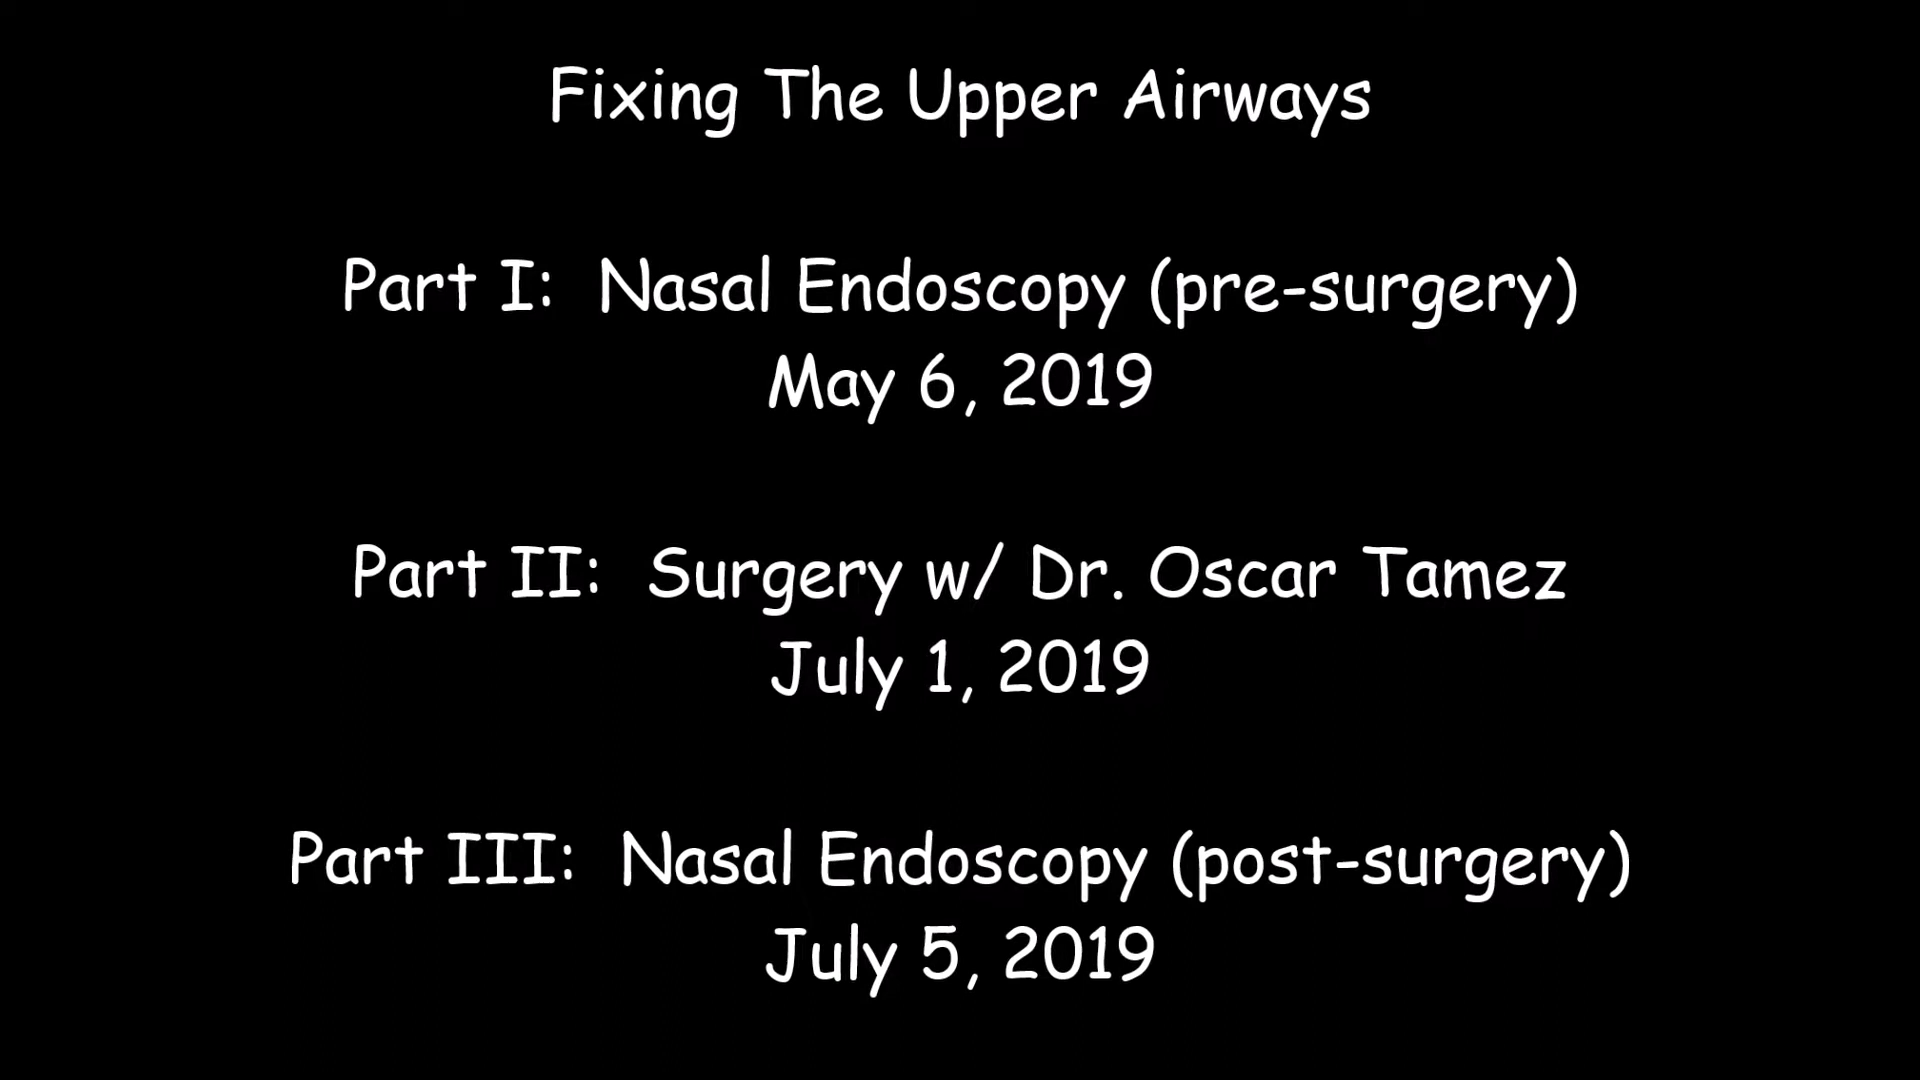 Fixing The Upper Airways
Part I:  Nasal Endoscopy (pre-surgery)
May 6, 2019
Part II:  Surgery w/ Dr. Oscar Tamez
July 1, 2019
Part III:  Nasal Endoscopy (post-surgery)
July 5, 2019